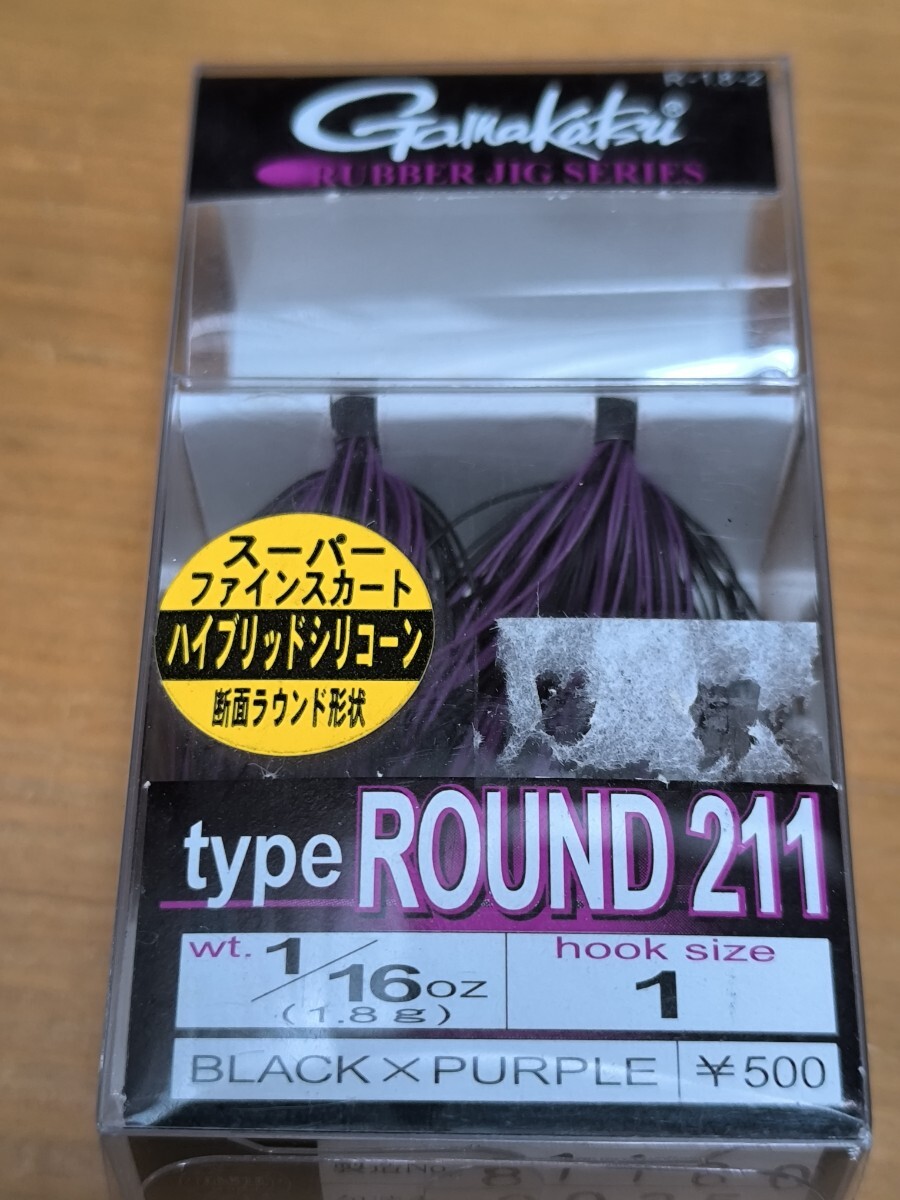 R-1.8-2
Gamakatsu®
RUBBER JIG SERIES
スーパー
ファインスカート
ハイブリッドシリコーン
断面ラウンド形状
type ROUND 211
wt. 1/16oz
(1.8g)
hook size
1
BLACK×PURPLE
¥500